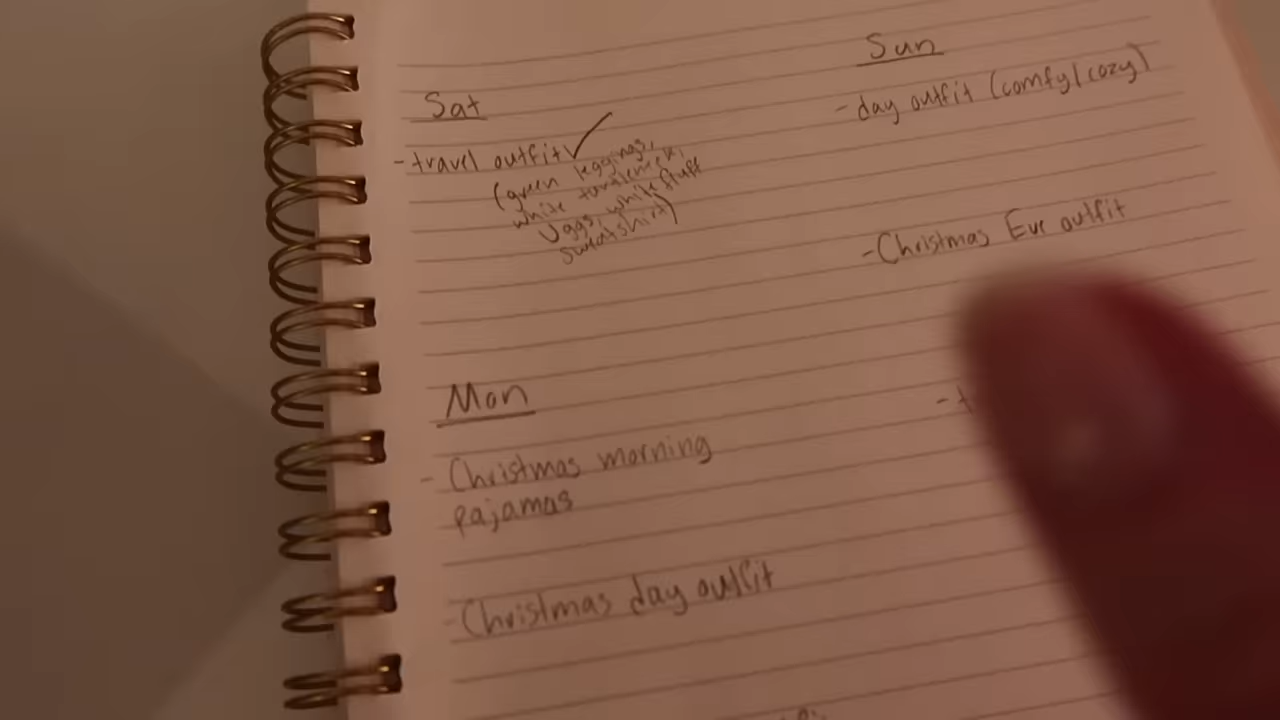 Sat
-travel outfit✓
(green leggings,
white turtleneck,
Uggs, white fluff
sweatshirt)
Sun
-day outfit (comfy/cozy)
-Christmas Eve outfit
Mon
- Christmas morning
pajamas
-Christmas day outfit